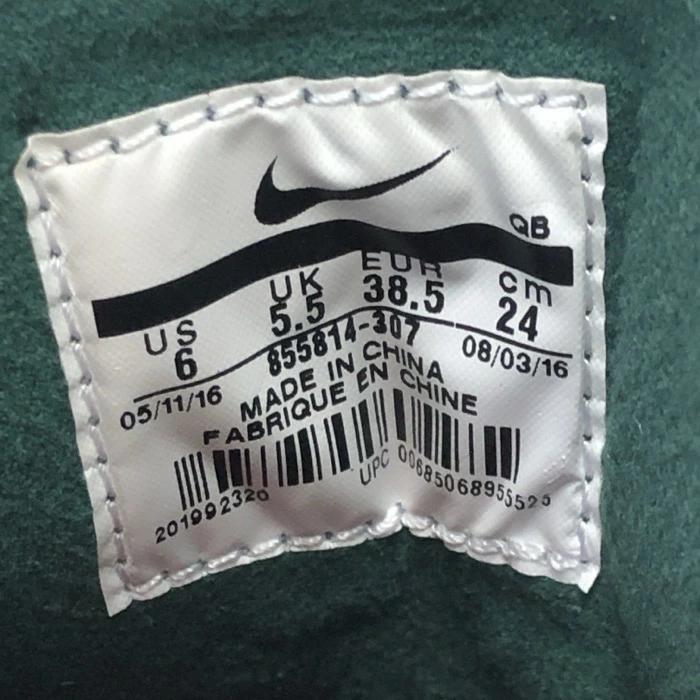 QB
US UK EUR cm
6 5.5 38.5 24
05/11/16 855814-307 08/03/16
MADE IN CHINA
FABRIQUE EN CHINE
201992320 UPC 00685068955525